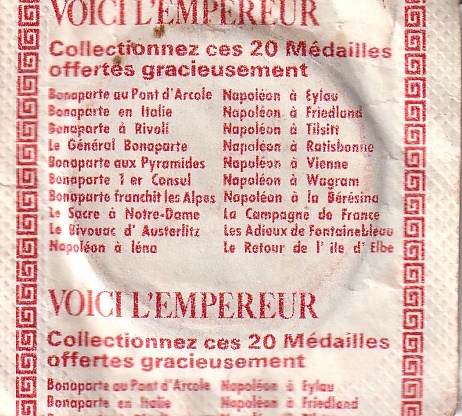 VOICI L'EMPEREUR
Collectionnez ces 20 Médailles
offertes gracieusement
Bonaparte au Pont d'Arcole Napoléon à Eylau
Bonaparte en Italie Napoléon à Friedland
Bonaparte à Rivoli Napoléon à Tilsitt
Le Général Bonaparte Napoléon à Ratisbonne
Bonaparte aux Pyramides Napoléon à Vienne
Bonaparte 1 er Consul Napoléon à Wagram
Bonaparte franchit les Alpes Napoléon à la Bérésina
Le Sacre à Notre-Dame La Campagne de France
Le Bivouac d' Austerlitz Les Adieux de Fontainebleau
Napoléon à Iéna Le Retour de l' ile d' Elbe
VOICI L'EMPEREUR
Collectionnez ces 20 Médailles
offertes gracieusement
Bonaparte au Pont d'Arcole Napoléon à Eylau
Bonaparte en Italie Napoléon à Friedland